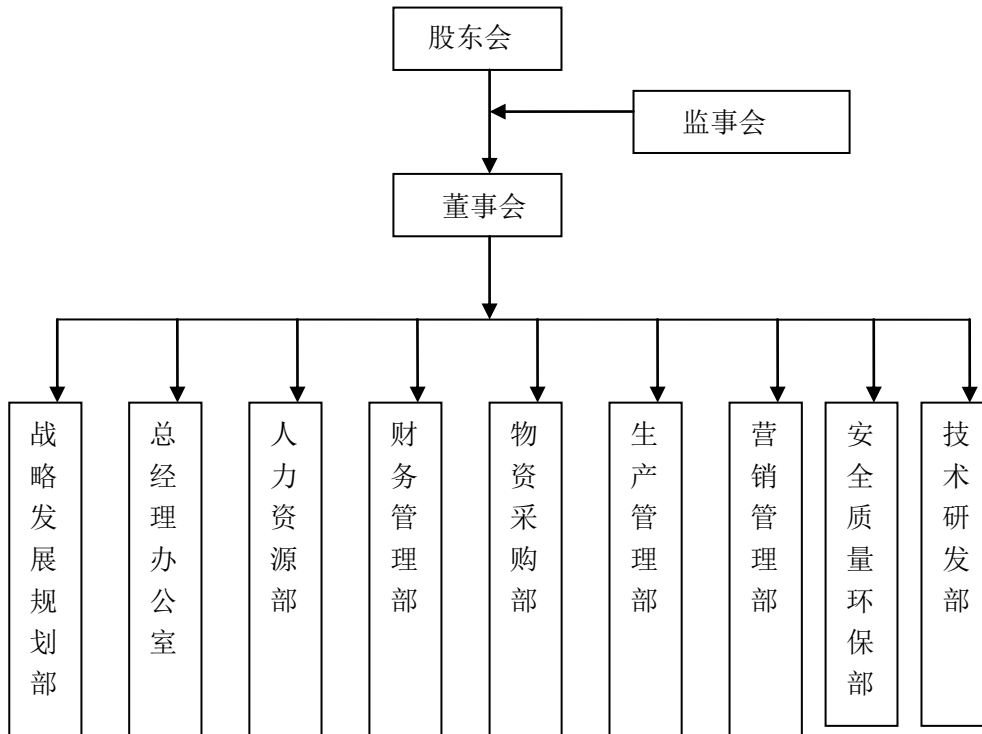 股东会
监事会
董事会
战略发展规划部
总经理办公室
人力资源部
财务管理部
物资采购部
生产管理部
营销管理部
安全质量环保部
技术研发部